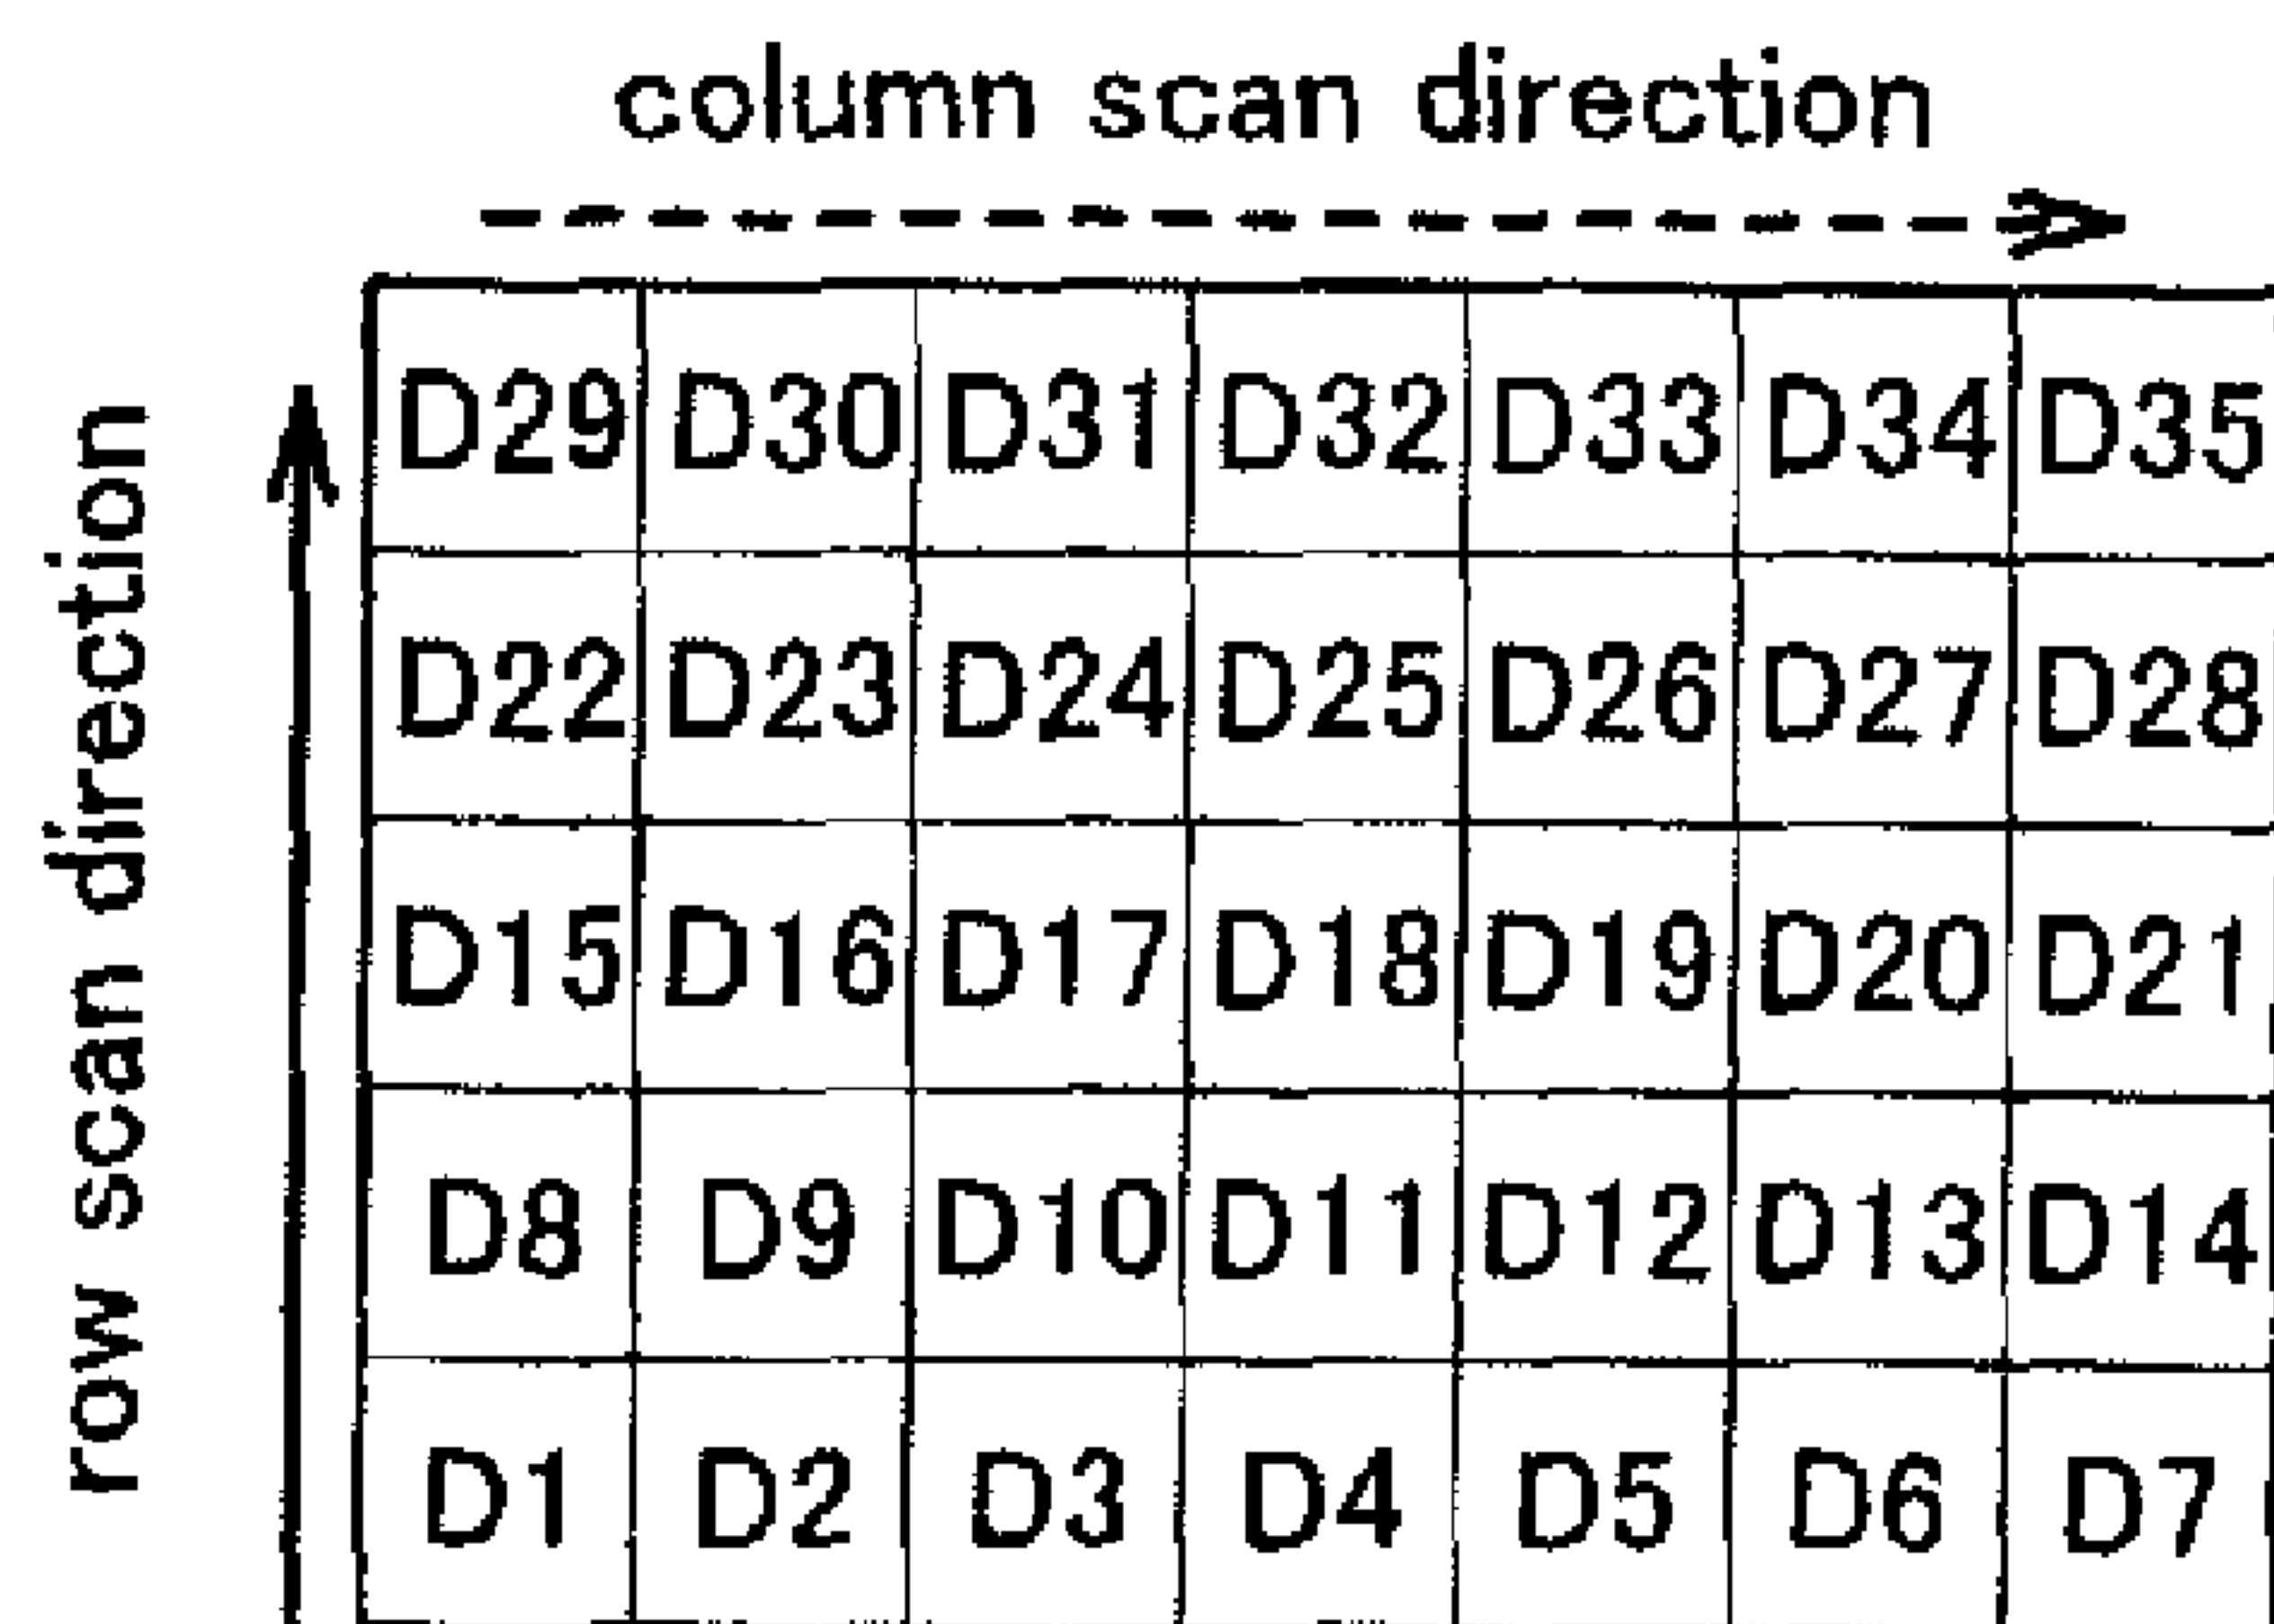 column scan direction
row scan direction
D29 D30 D31 D32 D33 D34 D35
D22 D23 D24 D25 D26 D27 D28
D15 D16 D17 D18 D19 D20 D21
D8 D9 D10 D11 D12 D13 D14
D1 D2 D3 D4 D5 D6 D7